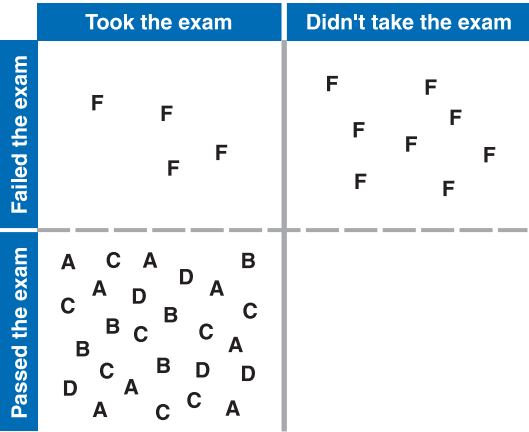 Took the exam
Didn't take the exam
Failed the exam
F F F F
F F F F F F F F
Passed the exam
A C A B
D
A D A
C B C
B C C
B A
C B D D
D A
A C C A